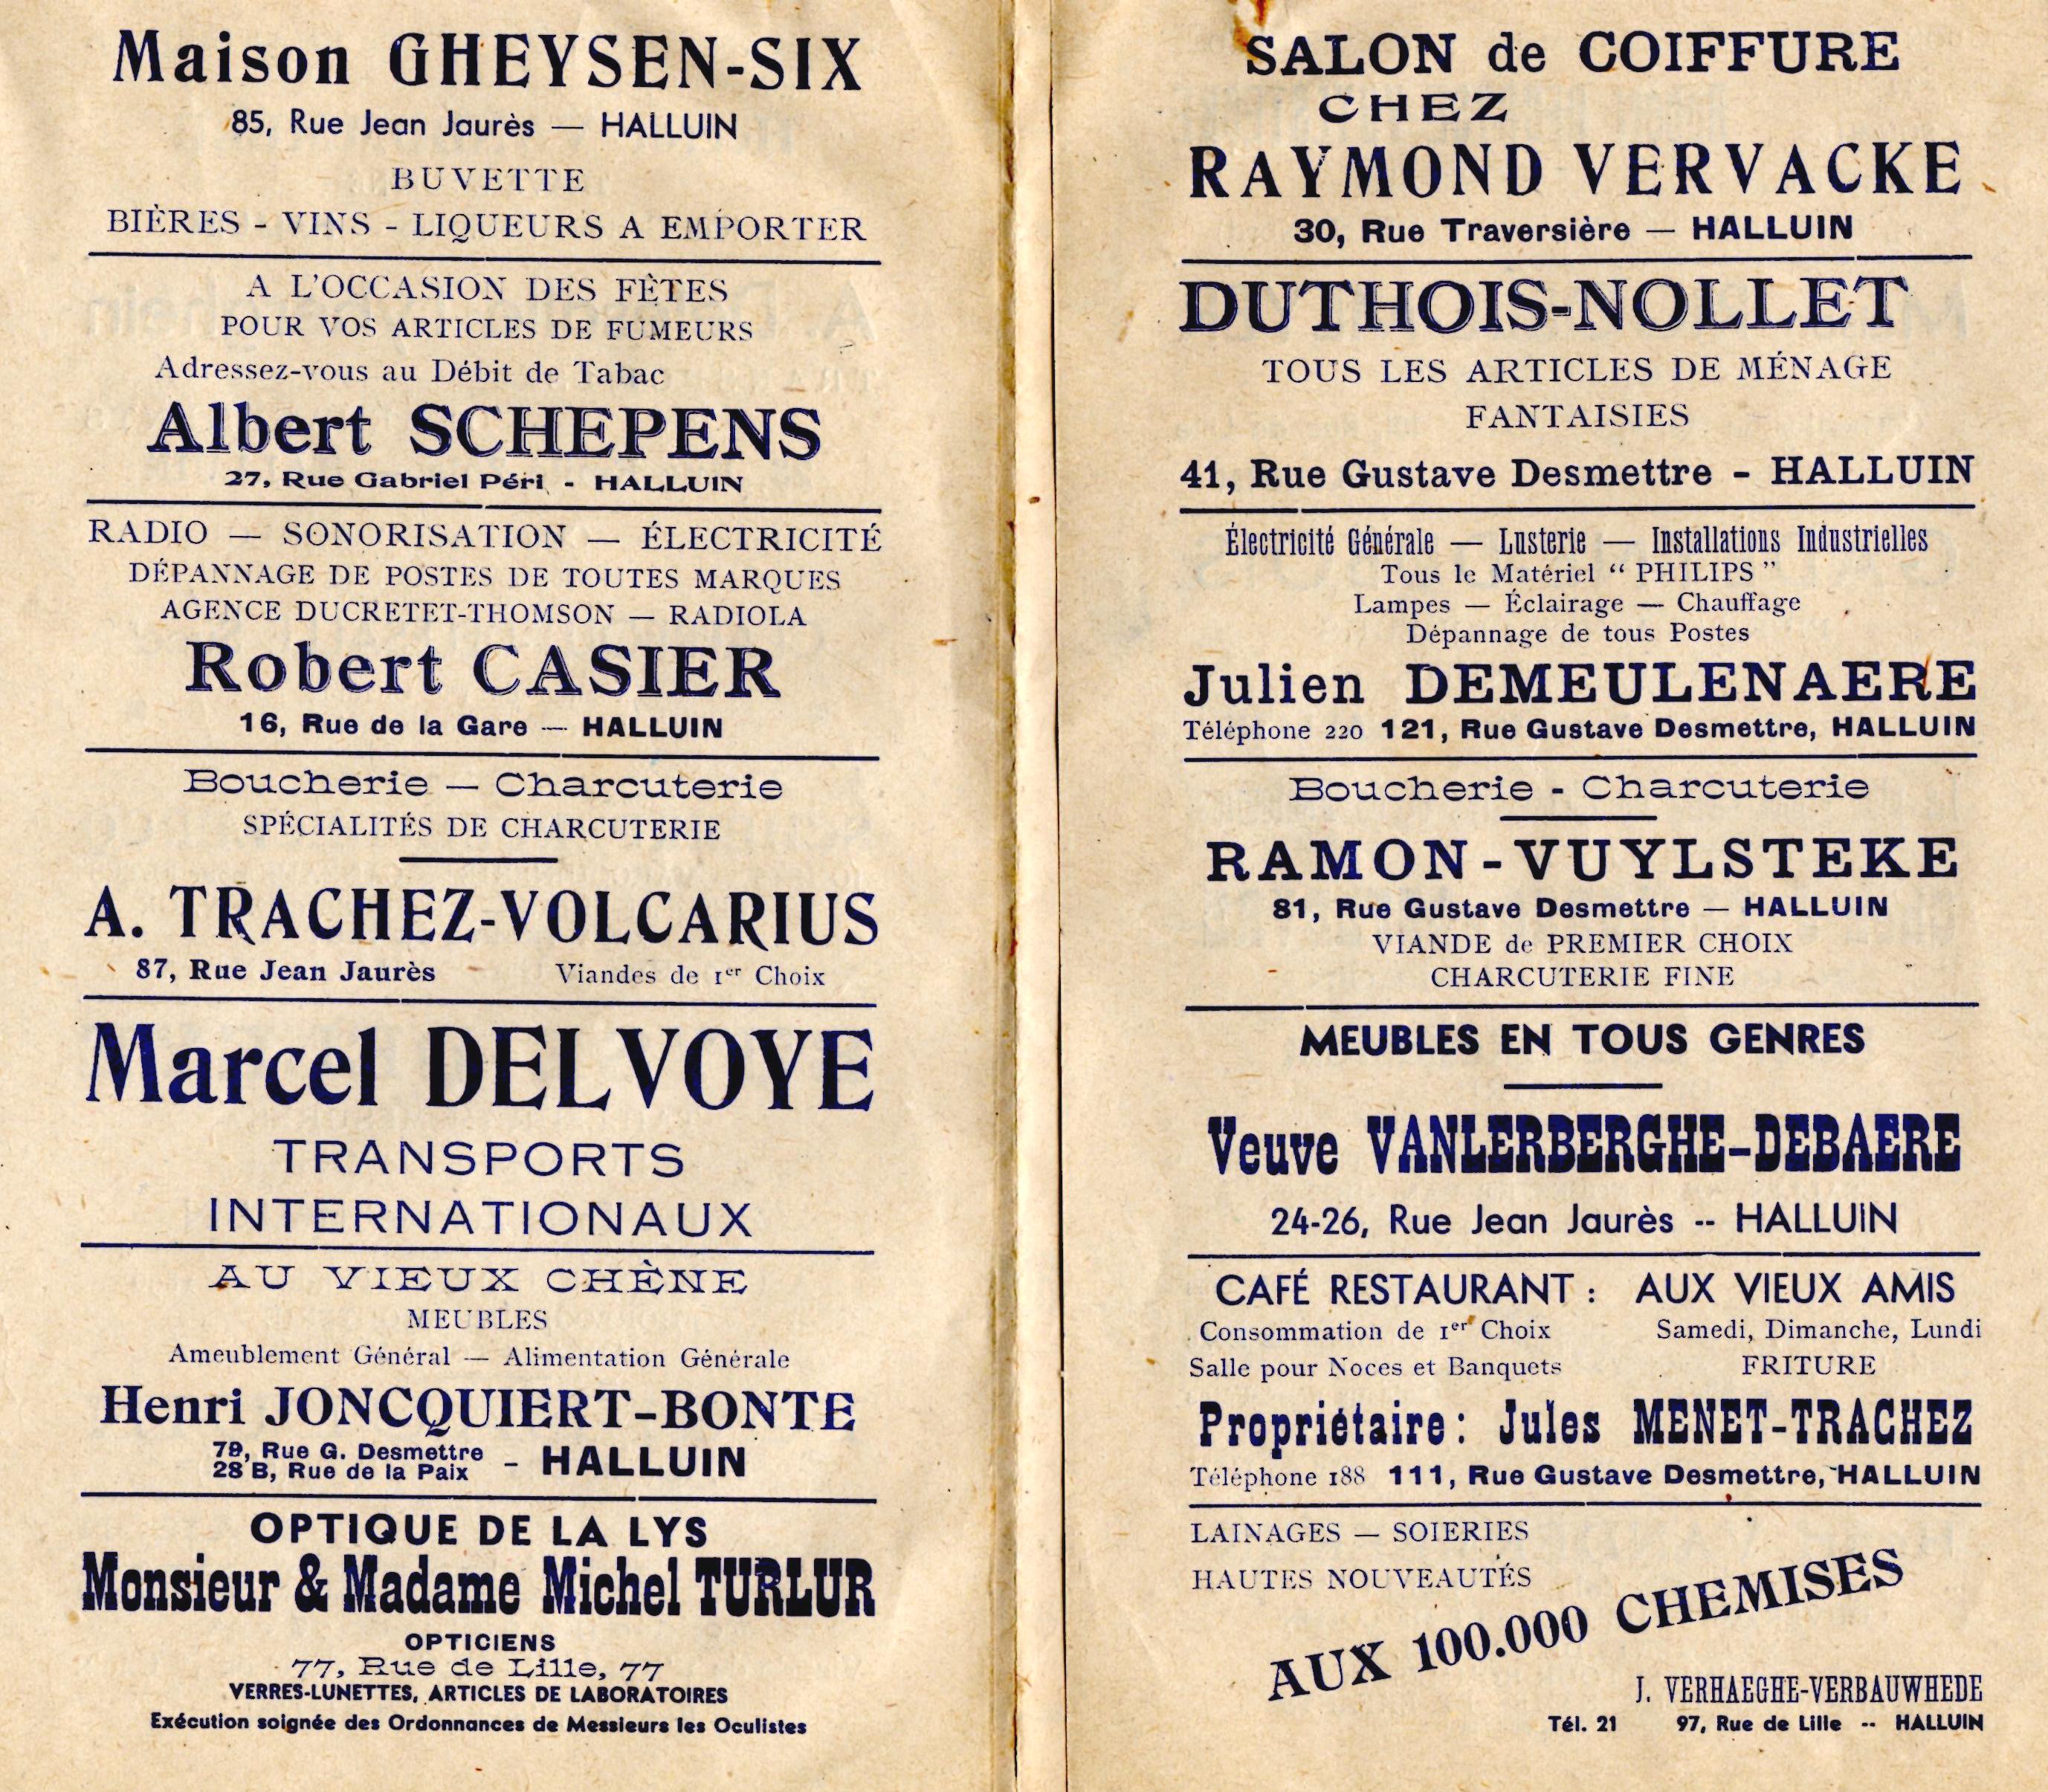 Maison GHEYSEN-SIX
85, Rue Jean Jaurès — HALLUIN
BUVETTE
BIÈRES - VINS - LIQUEURS A EMPORTER
A L'OCCASION DES FÊTES
POUR VOS ARTICLES DE FUMEURS
Adressez-vous au Débit de Tabac
Albert SCHEPENS
27, Rue Gabriel Péri - HALLUIN
RADIO — SONORISATION — ÉLECTRICITÉ
DÉPANNAGE DE POSTES DE TOUTES MARQUES
AGENCE DUCRETET-THOMSON — RADIOLA
Robert CASIER
16, Rue de la Gare — HALLUIN
Boucherie — Charcuterie
SPÉCIALITÉS DE CHARCUTERIE
A. TRACHEZ-VOLCARIUS
87, Rue Jean Jaurès Viandes de 1er Choix
Marcel DELVOYE
TRANSPORTS
INTERNATIONAUX
AU VIEUX CHÊNE
MEUBLES
Ameublement Général — Alimentation Générale
Henri JONCQUIERT-BONTE
79, Rue G. Desmettre
28 B, Rue de la Paix - HALLUIN
OPTIQUE DE LA LYS
Monsieur & Madame Michel TURLUR
OPTICIENS
77, Rue de Lille, 77
VERRES-LUNETTES, ARTICLES DE LABORATOIRES
Exécution soignée des Ordonnances de Messieurs les Oculistes
SALON de COIFFURE
CHEZ
RAYMOND VERVACKE
30, Rue Traversière — HALLUIN
DUTHOIS-NOLLET
TOUS LES ARTICLES DE MÉNAGE
FANTAISIES
41, Rue Gustave Desmettre - HALLUIN
Électricité Générale — Lusterie — Installations Industrielles
Tous le Matériel “ PHILIPS ”
Lampes — Éclairage — Chauffage
Dépannage de tous Postes
Julien DEMEULENAERE
Téléphone 220 121, Rue Gustave Desmettre, HALLUIN
Boucherie - Charcuterie
RAMON-VUYLSTEKE
81, Rue Gustave Desmettre — HALLUIN
VIANDE de PREMIER CHOIX
CHARCUTERIE FINE
MEUBLES EN TOUS GENRES
Veuve VANLERBERGHE-DEBAERE
24-26, Rue Jean Jaurès -- HALLUIN
CAFÉ RESTAURANT : AUX VIEUX AMIS
Consommation de 1er Choix Samedi, Dimanche, Lundi
Salle pour Noces et Banquets FRITURE
Propriétaire : Jules MENET-TRACHEZ
Téléphone 188 111, Rue Gustave Desmettre, HALLUIN
LAINAGES — SOIERIES
HAUTES NOUVEAUTÉS
AUX 100.000 CHEMISES
J. VERHAEGHE-VERBAUWHEDE
Tél. 21 97, Rue de Lille -- HALLUIN